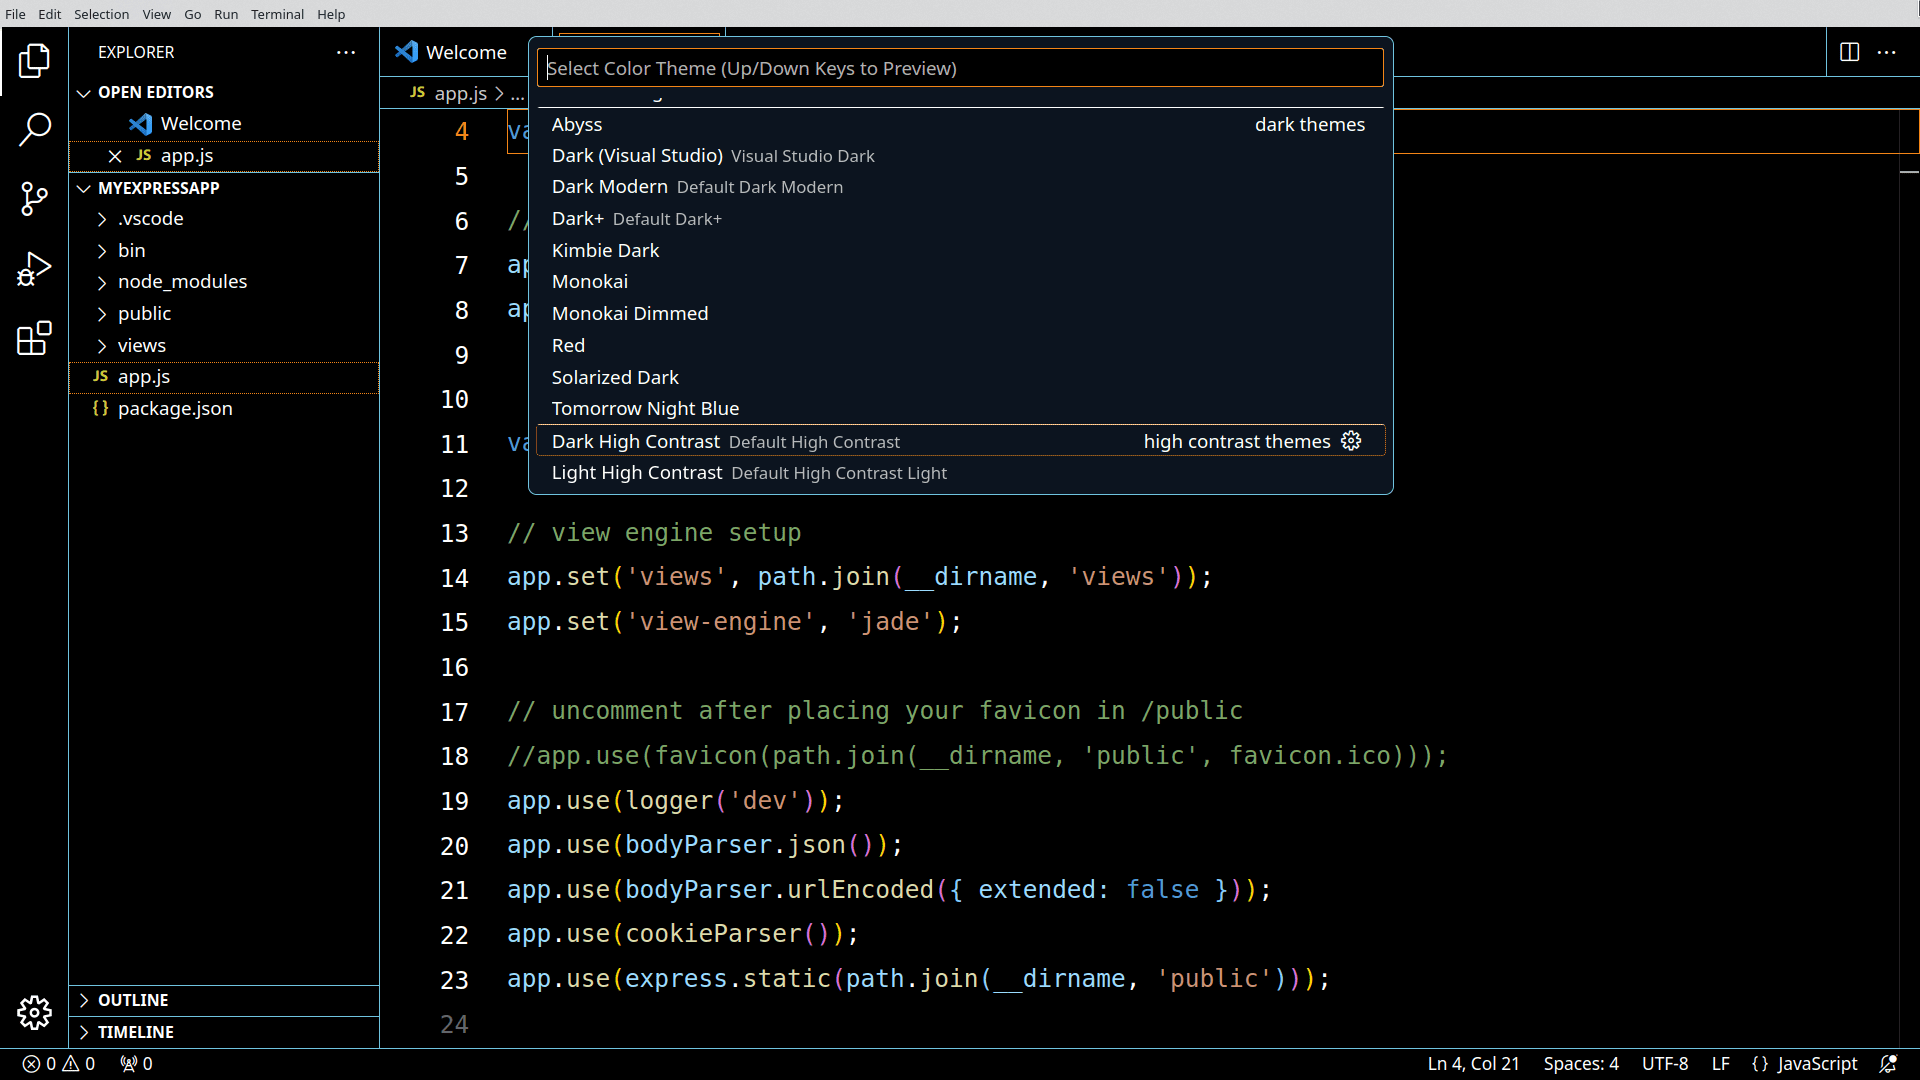 File Edit Selection View Go Run Terminal Help
EXPLORER
OPEN EDITORS
Welcome
JS app.js
MYEXPRESSAPP
.vscode
bin
node_modules
public
views
JS app.js
{} package.json
OUTLINE
TIMELINE
Welcome
JS app.js > ...
Select Color Theme (Up/Down Keys to Preview)
Abyss dark themes
Dark (Visual Studio) Visual Studio Dark
Dark Modern Default Dark Modern
Dark+ Default Dark+
Kimbie Dark
Monokai
Monokai Dimmed
Red
Solarized Dark
Tomorrow Night Blue
Dark High Contrast Default High Contrast high contrast themes
Light High Contrast Default High Contrast Light
4 va
5
6 //
7 ap
8 ap
9
10
11 va
12
13 // view engine setup
14 app.set('views', path.join(__dirname, 'views'));
15 app.set('view-engine', 'jade');
16
17 // uncomment after placing your favicon in /public
18 //app.use(favicon(path.join(__dirname, 'public', favicon.ico)));
19 app.use(logger('dev'));
20 app.use(bodyParser.json());
21 app.use(bodyParser.urlEncoded({ extended: false }));
22 app.use(cookieParser());
23 app.use(express.static(path.join(__dirname, 'public')));
24
0 0 0 Ln 4, Col 21 Spaces: 4 UTF-8 LF {} JavaScript